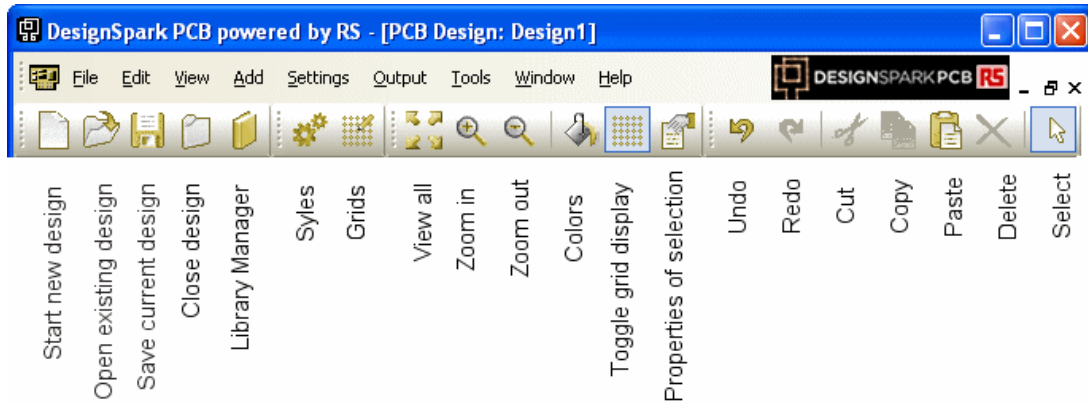 DesignSpark PCB powered by RS - [PCB Design: Design1]
File Edit View Add Settings Output Tools Window Help
DESIGNSPARK PCB RS
Start new design
Open existing design
Save current design
Close design
Library Manager
Syles
Grids
View all
Zoom in
Zoom out
Colors
Toggle grid display
Properties of selection
Undo
Redo
Cut
Copy
Paste
Delete
Select